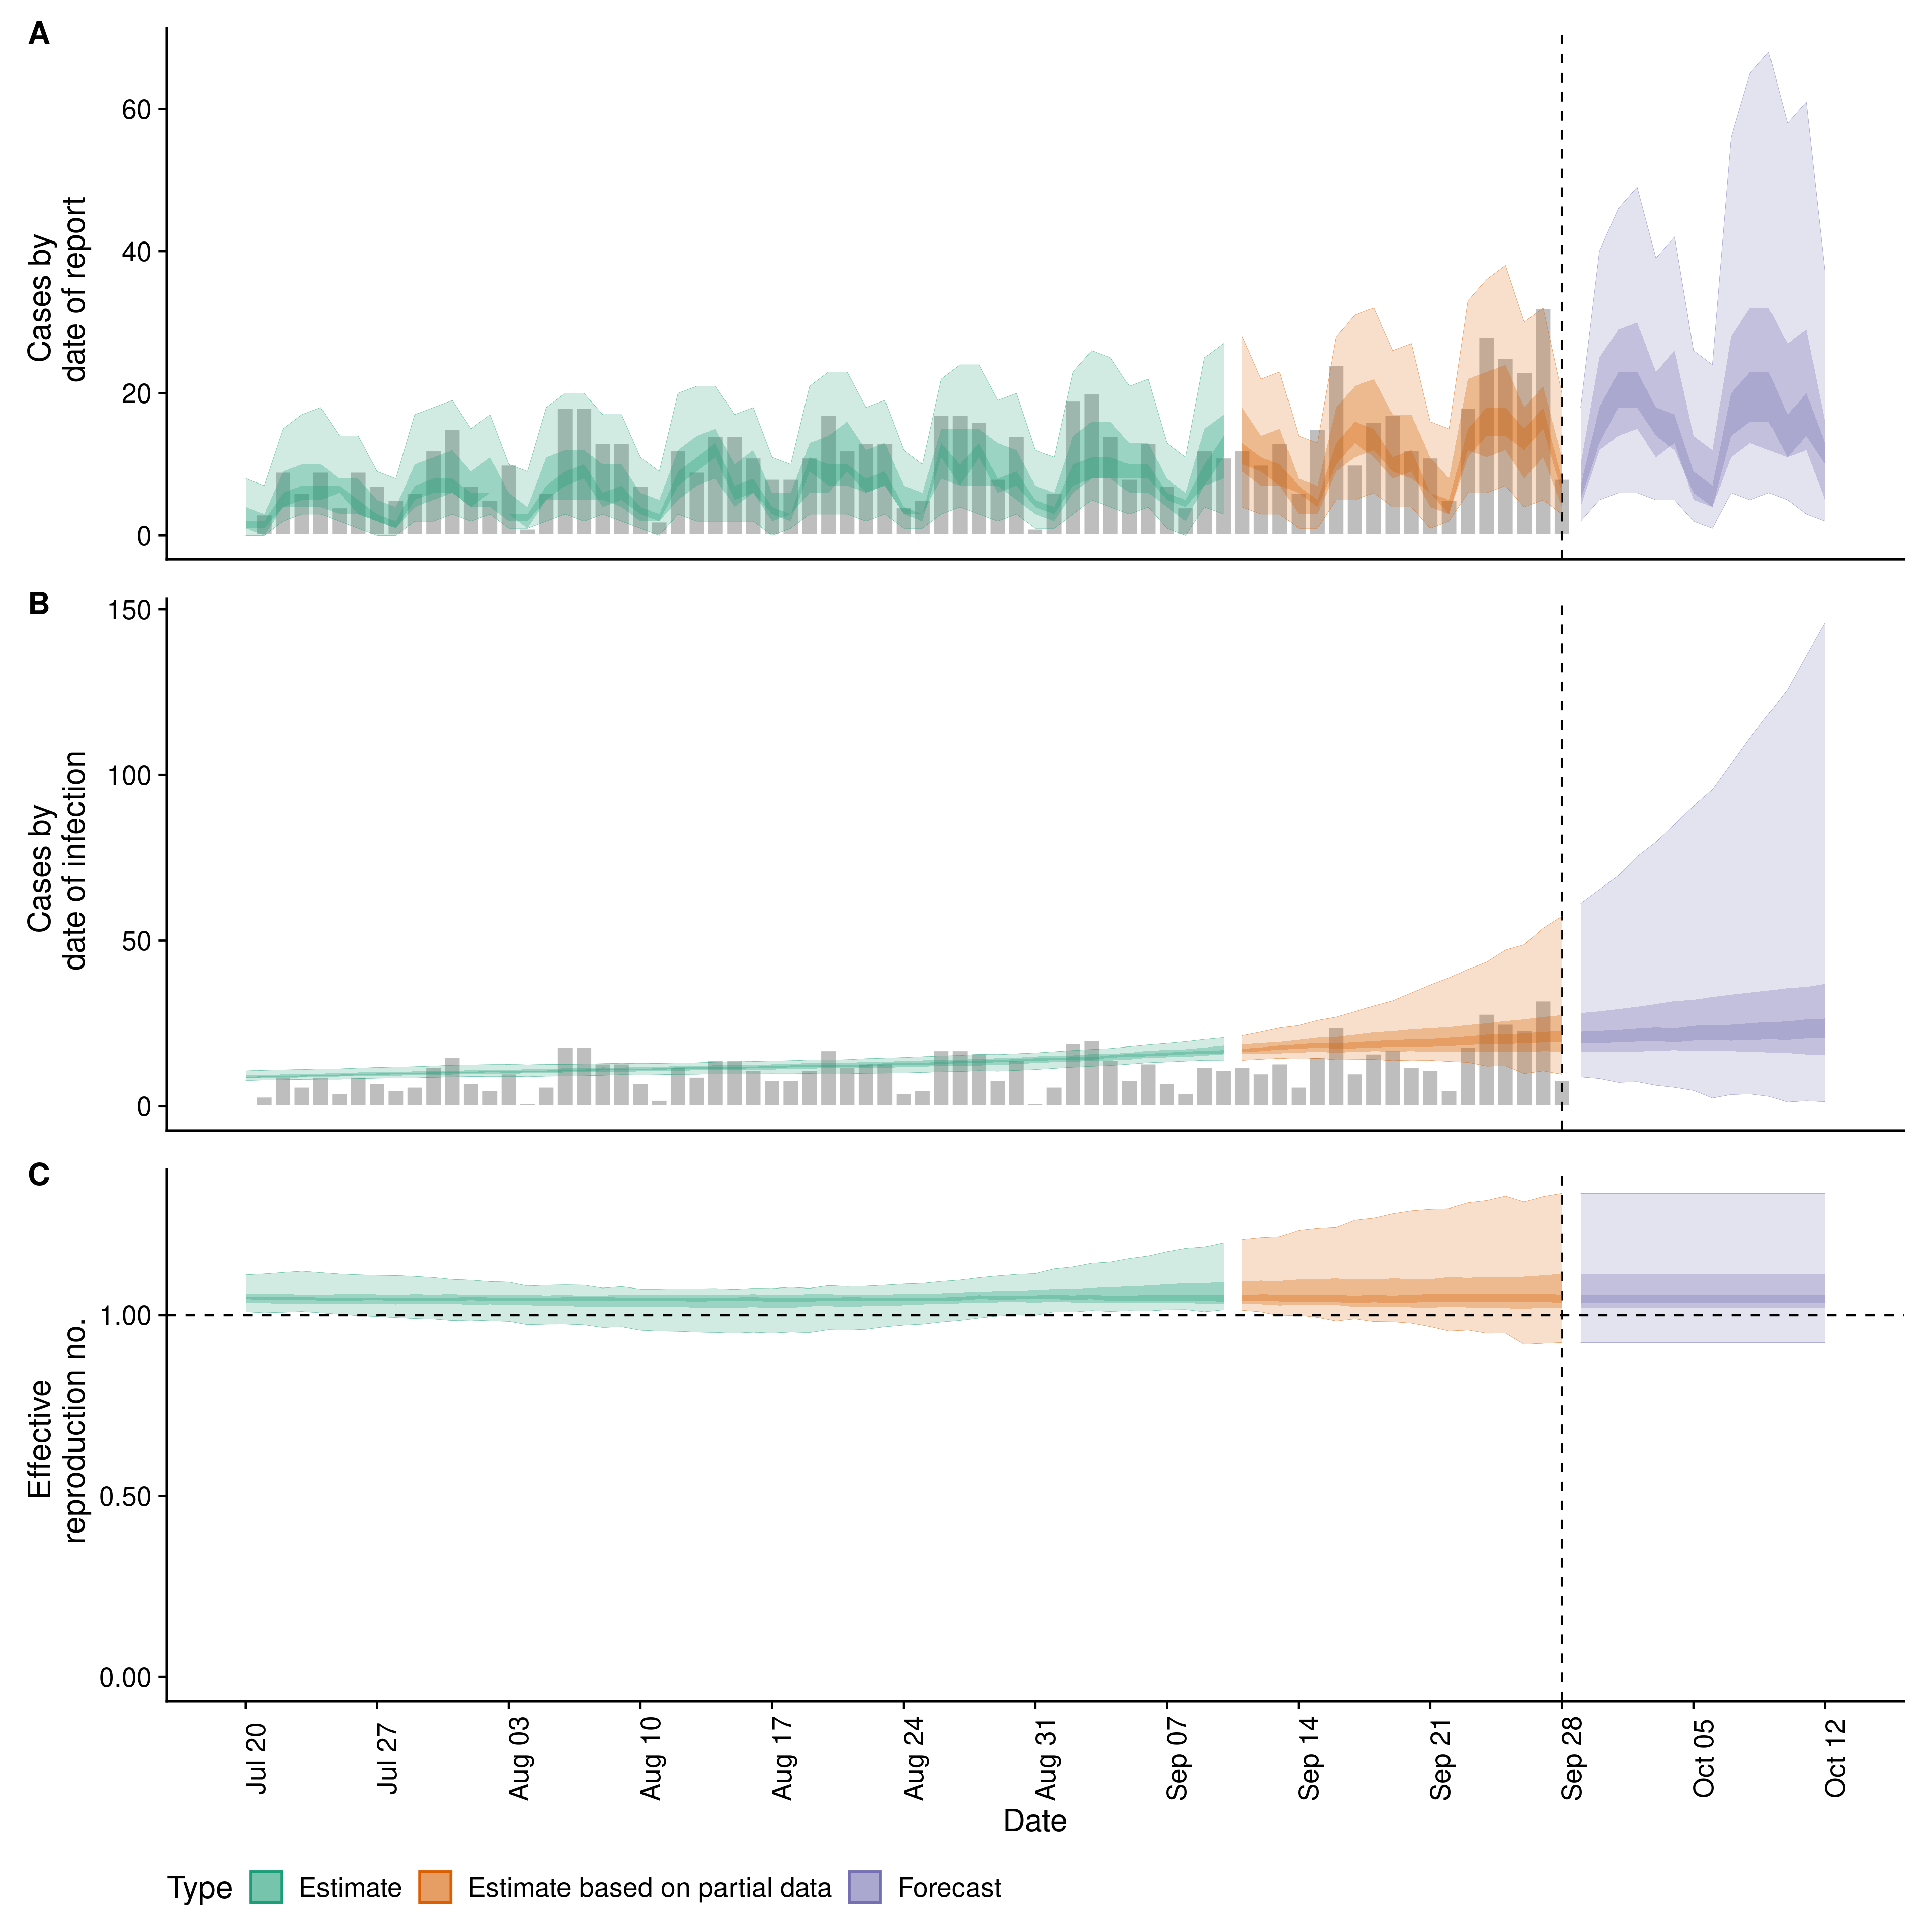 A
Cases by
date of report
60
40
20
0
B
Cases by
date of infection
150
100
50
0
C
Effective
reproduction no.
1.00
0.50
0.00
Jul 20
Jul 27
Aug 03
Aug 10
Aug 17
Aug 24
Aug 31
Sep 07
Sep 14
Sep 21
Sep 28
Oct 05
Oct 12
Date
Type Estimate Estimate based on partial data Forecast